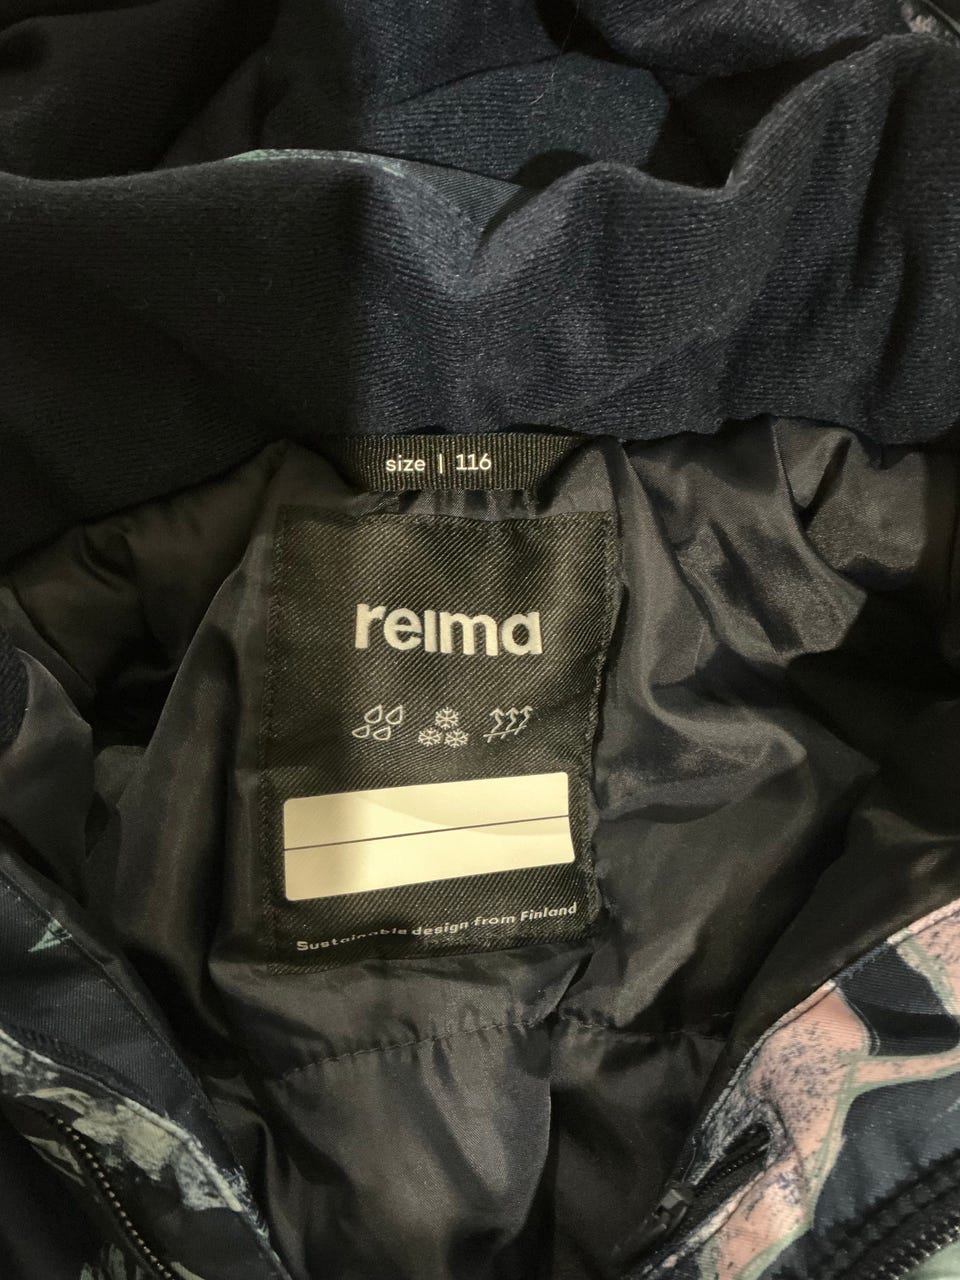 size | 116
reima
Sustainable design from Finland